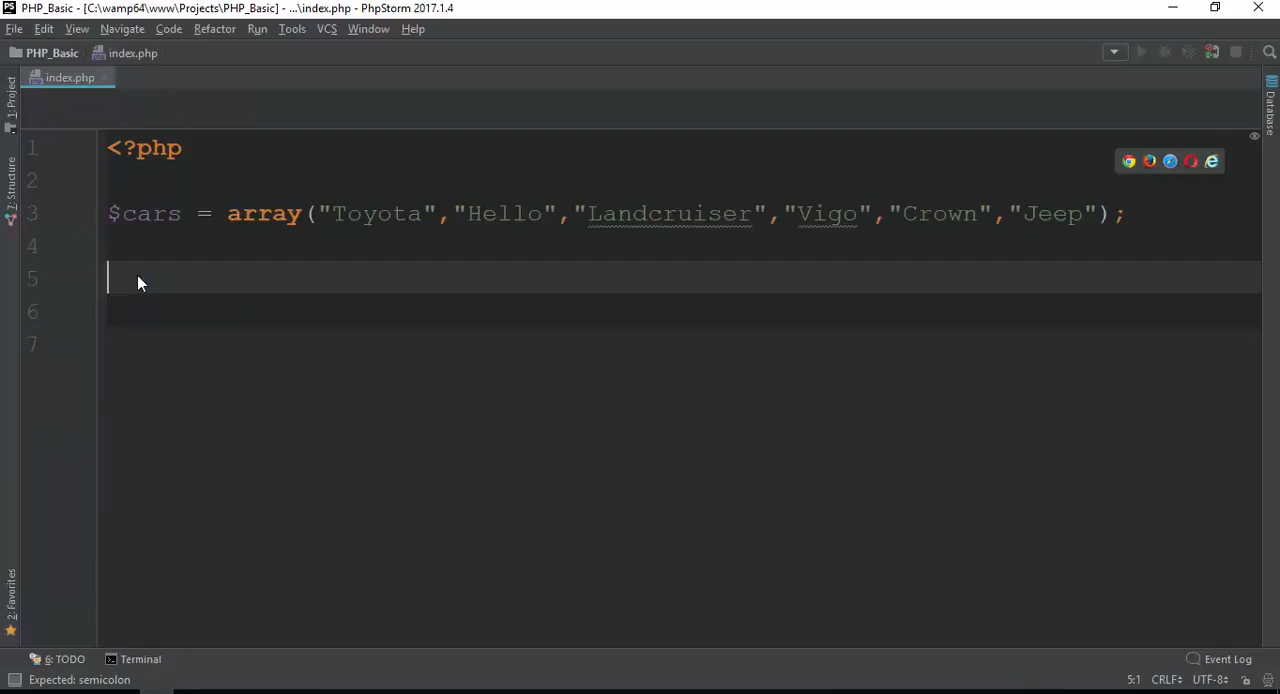 PHP_Basic - [C:\wamp64\www\Projects\PHP_Basic] - ...\index.php - PhpStorm 2017.1.4
File Edit View Navigate Code Refactor Run Tools VCS Window Help
PHP_Basic index.php
index.php
1: Project
7: Structure
2: Favorites
Database
1 <?php
2
3 $cars = array("Toyota","Hello","Landcruiser","Vigo","Crown","Jeep");
4
5
6
7
6: TODO Terminal Event Log
Expected: semicolon 5:1 CRLF UTF-8